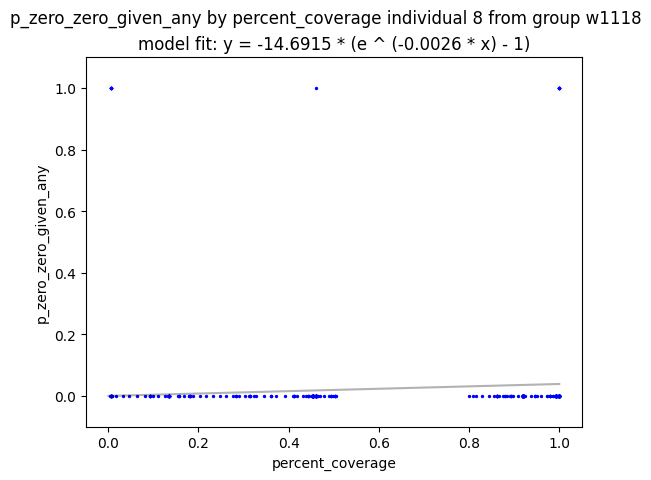 p_zero_zero_given_any by percent_coverage individual 8 from group w1118
model fit: y = -14.6915 * (e ^ (-0.0026 * x) - 1)
1.0
0.8
0.6
0.4
0.2
0.0
p_zero_zero_given_any
0.0 0.2 0.4 0.6 0.8 1.0
percent_coverage